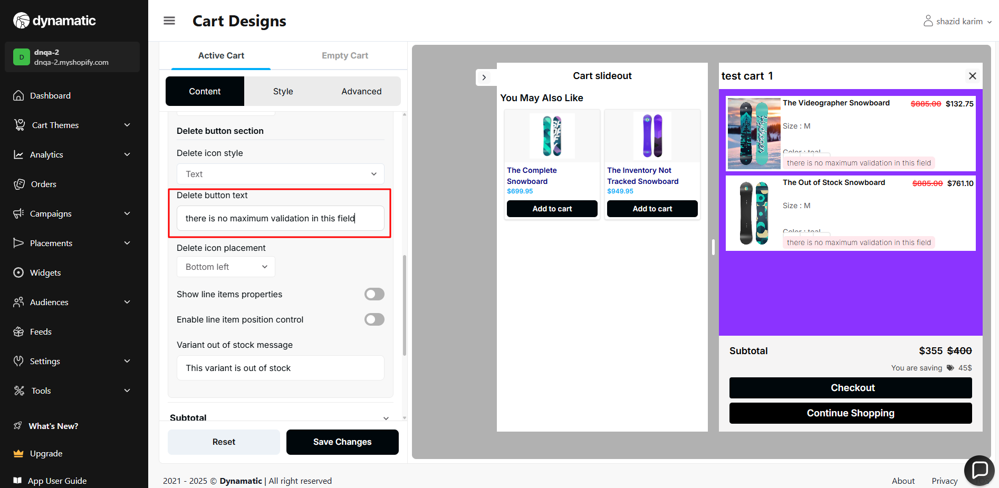 dynamatic
D
dnqa-2
dnqa-2.myshopify.com
Dashboard
Cart Themes
Analytics
Orders
Campaigns
Placements
Widgets
Audiences
Feeds
Settings
Tools
What's New?
Upgrade
App User Guide
Cart Designs
shazid karim
Active Cart
Empty Cart
Content
Style
Advanced
Delete button section
Delete icon style
Text
Delete button text
there is no maximum validation in this field
Delete icon placement
Bottom left
Show line items properties
Enable line item position control
Variant out of stock message
This variant is out of stock
Subtotal
Reset
Save Changes
Cart slideout
You May Also Like
The Complete
Snowboard
$699.95
Add to cart
The Inventory Not
Tracked Snowboard
$949.95
Add to cart
test cart 1
hydrogen
The Videographer Snowboard
$885.00 $132.75
Size : M
Color : teal
there is no maximum validation in this field
The Out of Stock Snowboard
$885.00 $761.10
Size : M
Color : teal
there is no maximum validation in this field
Subtotal
$355 $400
You are saving 45$
Checkout
Continue Shopping
2021 - 2025 © Dynamatic | All right reserved
About
Privacy